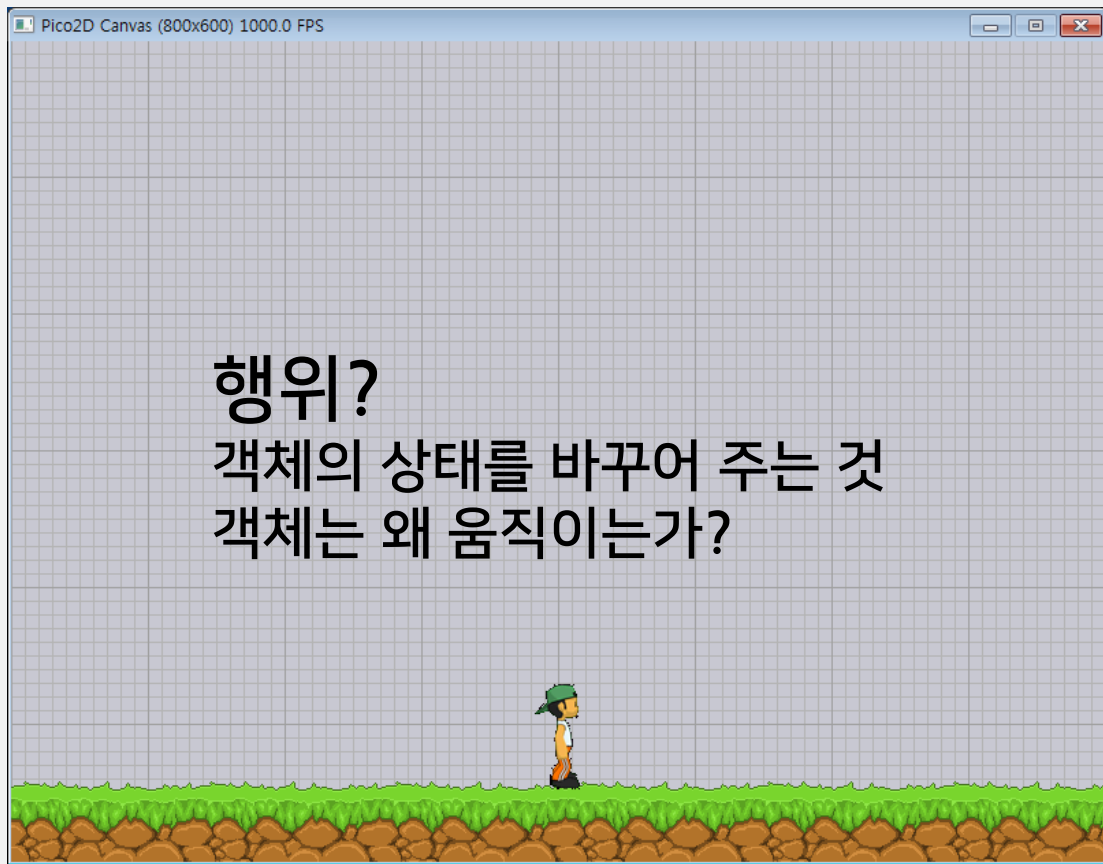 Pico2D Canvas (800x600) 1000.0 FPS
행위?
객체의 상태를 바꾸어 주는 것
객체는 왜 움직이는가?